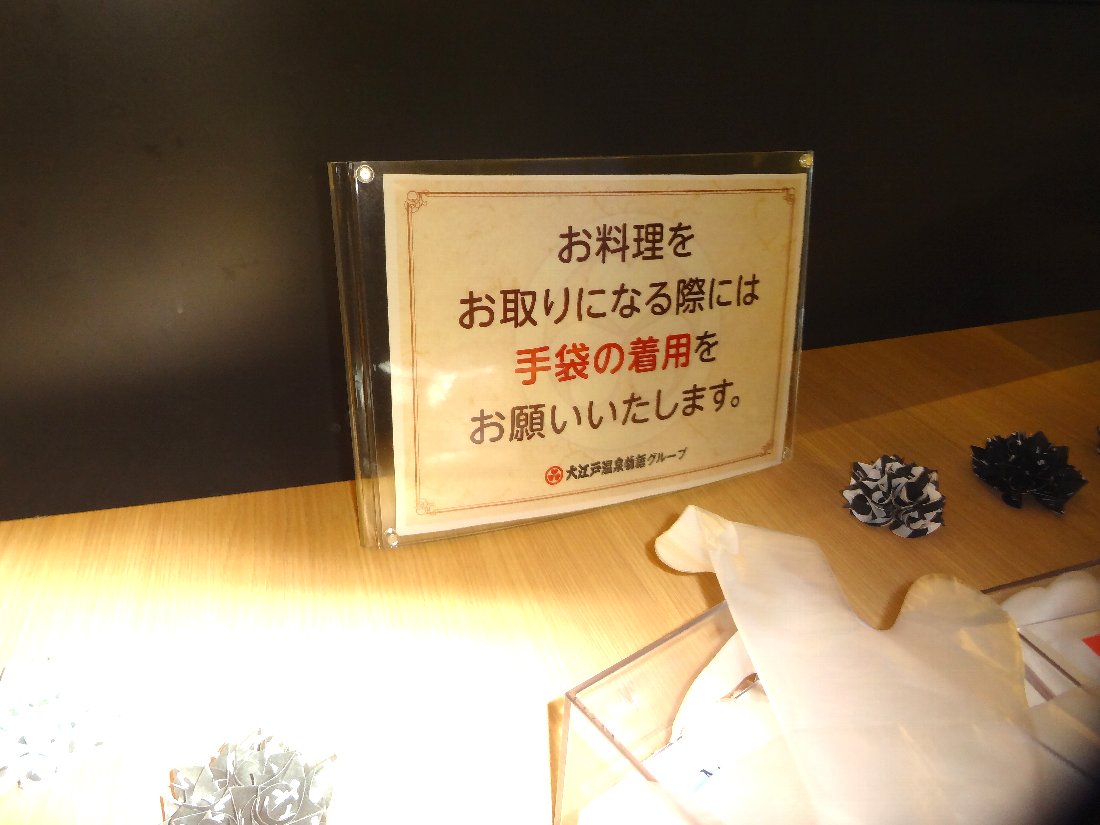 お料理を
お取りになる際には
手袋の着用を
お願いいたします。
大江戸温泉物語グループ